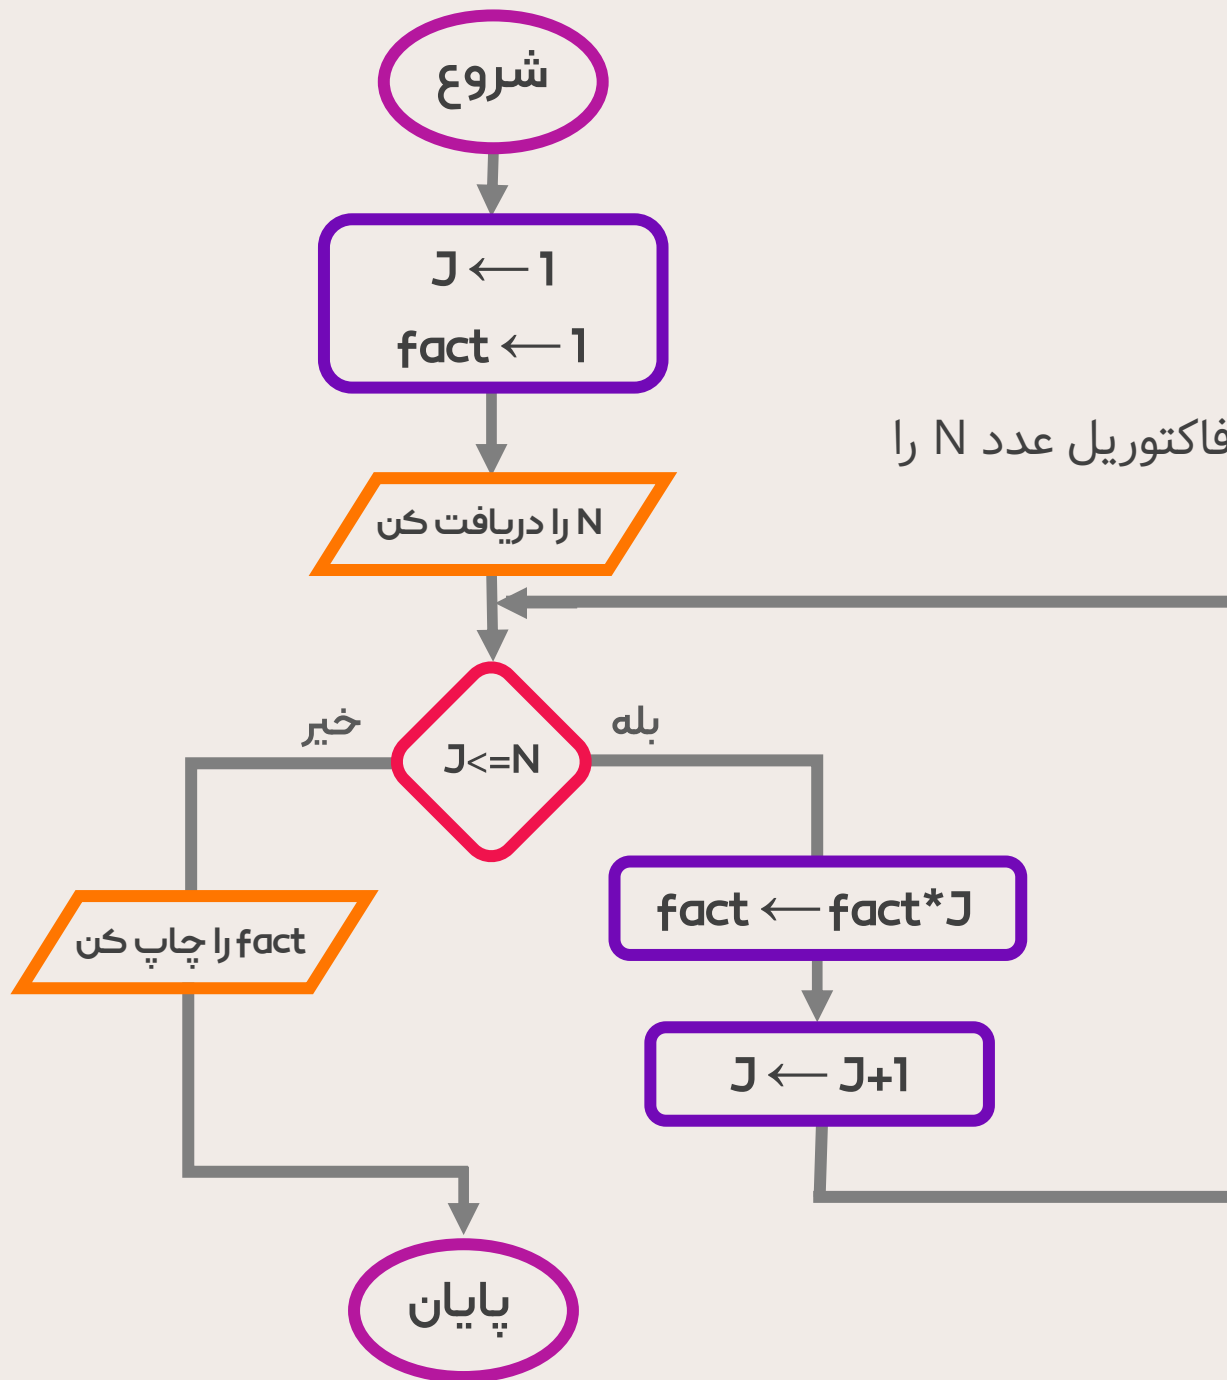 شروع
J ← 1
fact ← 1
فاکتوریل عدد N را
N را دریافت کن
خیر
بله
J<=N
fact ← fact*J
fact را چاپ کن
J ← J+1
پایان